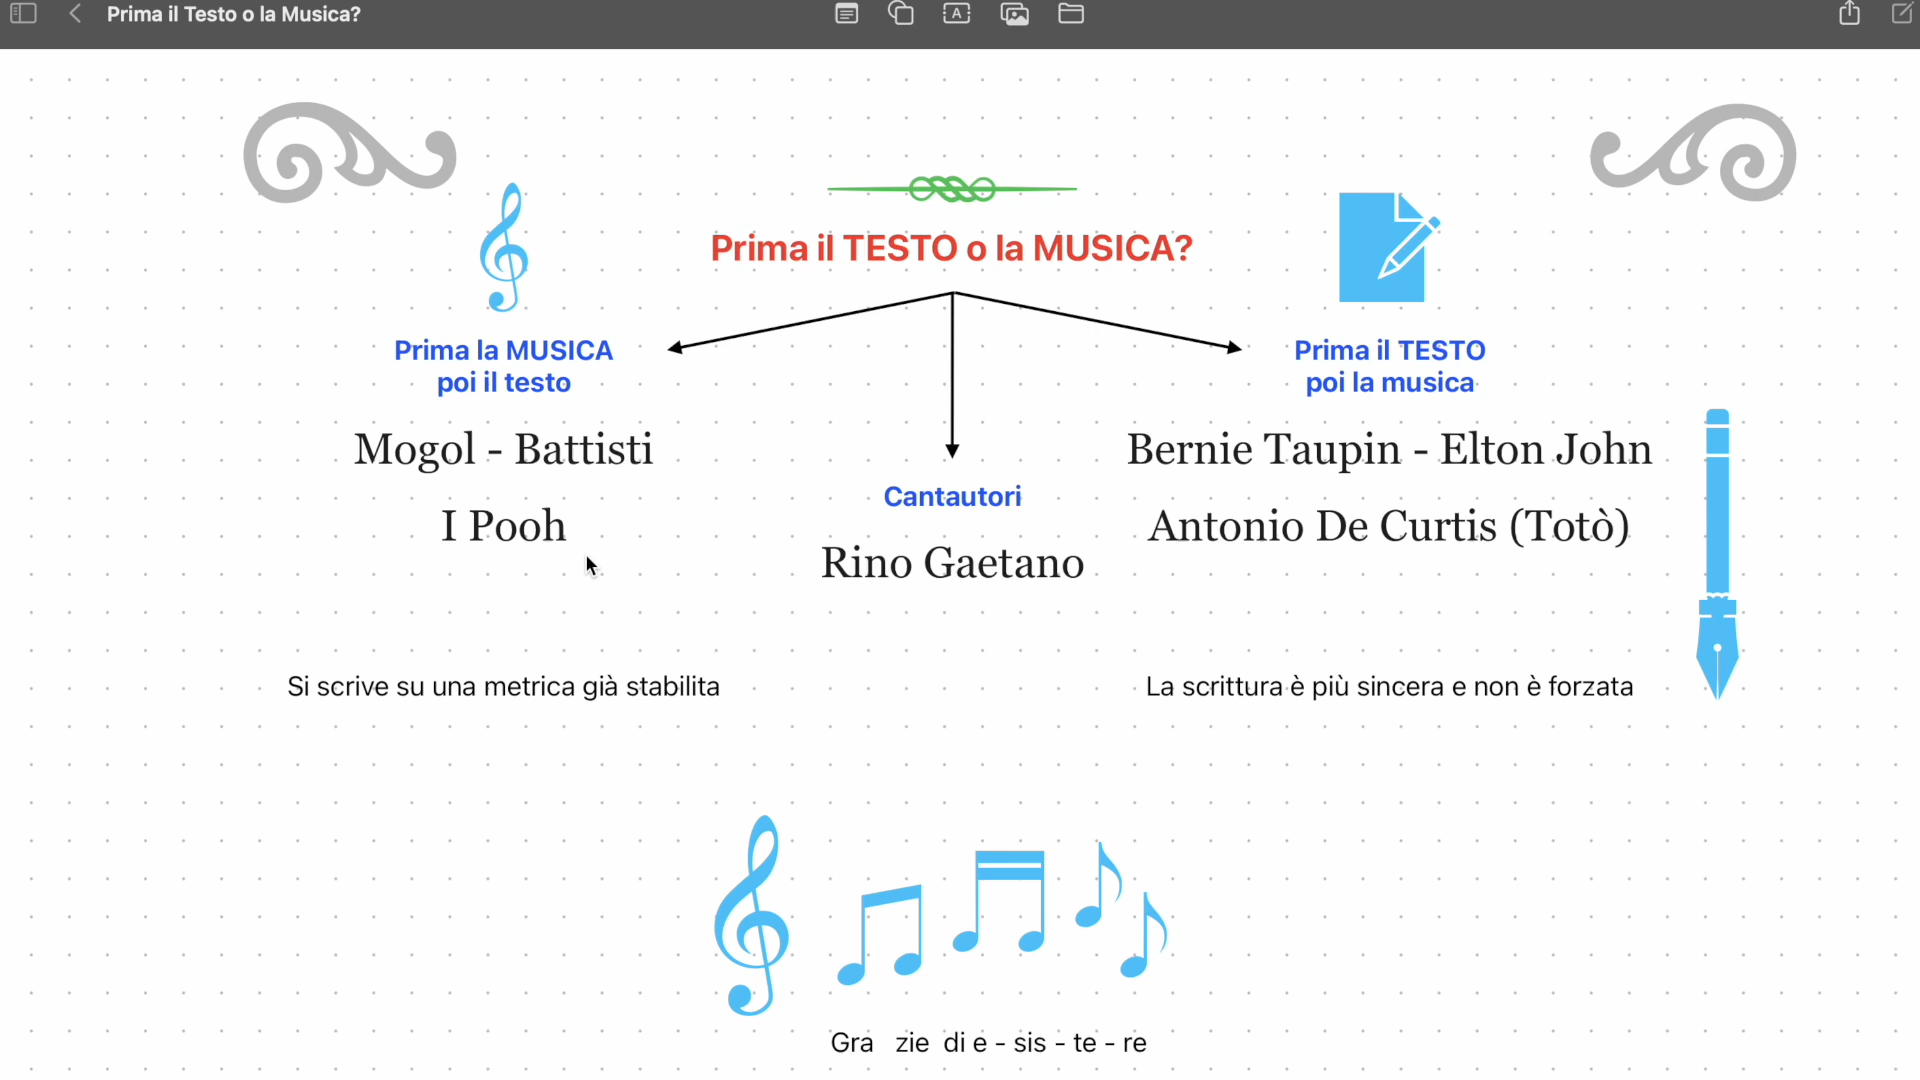 Prima il Testo o la Musica?
Prima il TESTO o la MUSICA?
Prima la MUSICA
poi il testo
Mogol - Battisti
I Pooh
Cantautori
Rino Gaetano
Prima il TESTO
poi la musica
Bernie Taupin - Elton John
Antonio De Curtis (Totò)
Si scrive su una metrica già stabilita
La scrittura è più sincera e non è forzata
Gra zie di e - sis - te - re